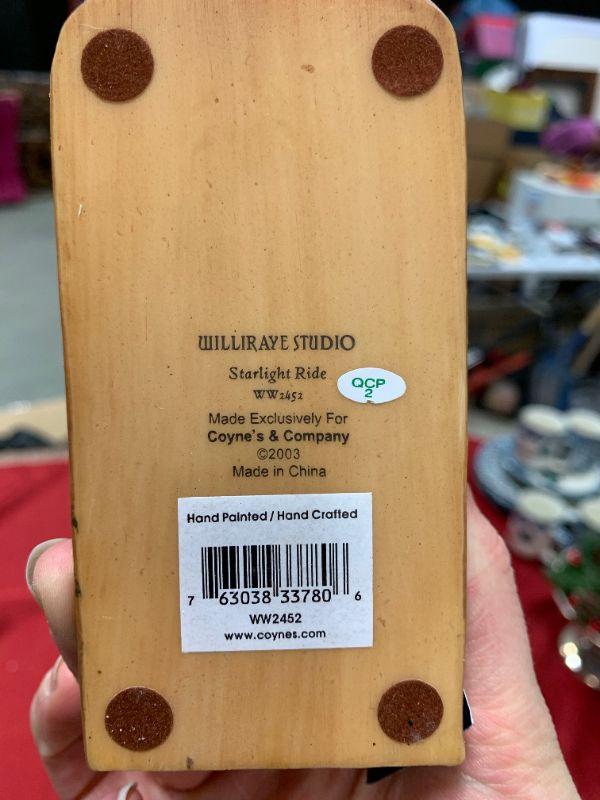 WILLIRAYE STUDIO
Starlight Ride
WW2452
QCP
2
Made Exclusively For
Coyne's & Company
©2003
Made in China
Hand Painted / Hand Crafted
7 63038 33780 6
WW2452
www.coynes.com